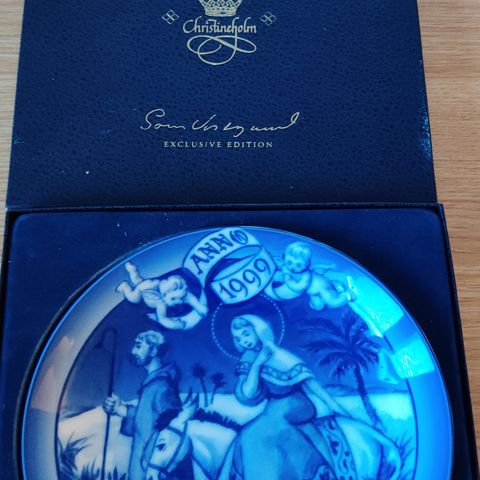 Christineholm
EXCLUSIVE EDITION
ANNO
1999